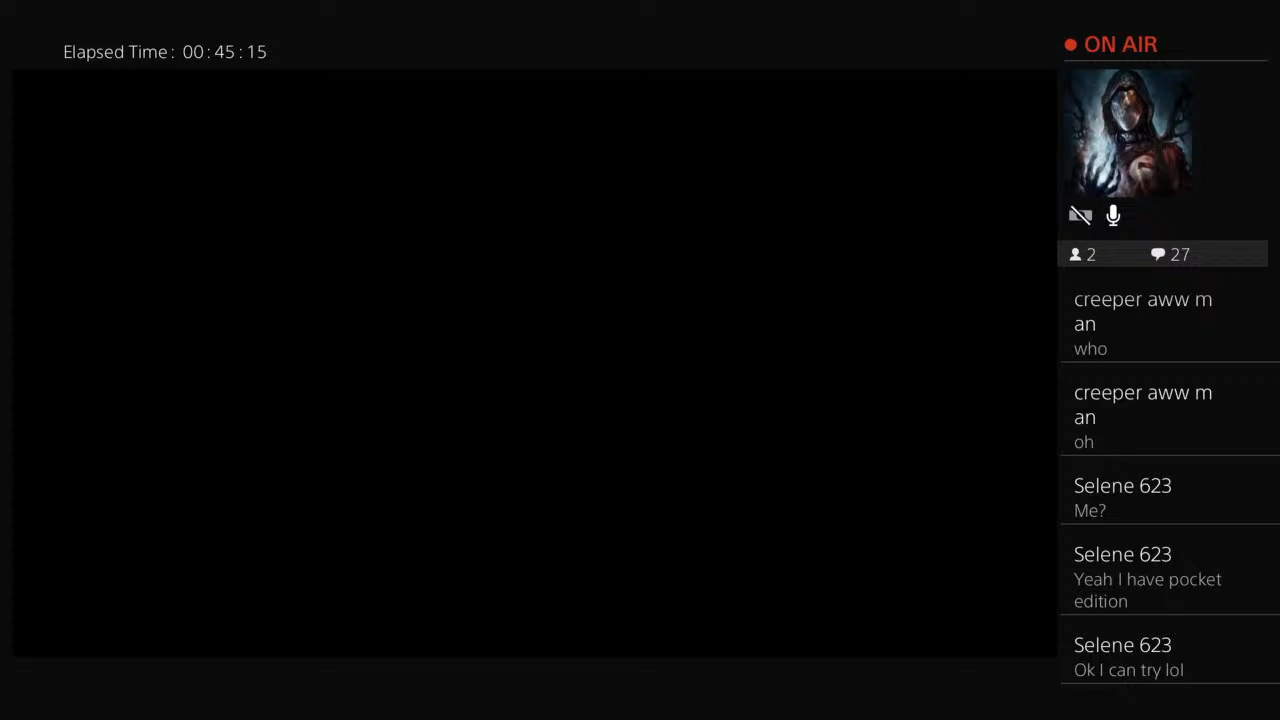 Elapsed Time: 00:45:15
ON AIR
2 27
creeper aww m
an
who
creeper aww m
an
oh
Selene 623
Me?
Selene 623
Yeah I have pocket
edition
Selene 623
Ok I can try lol